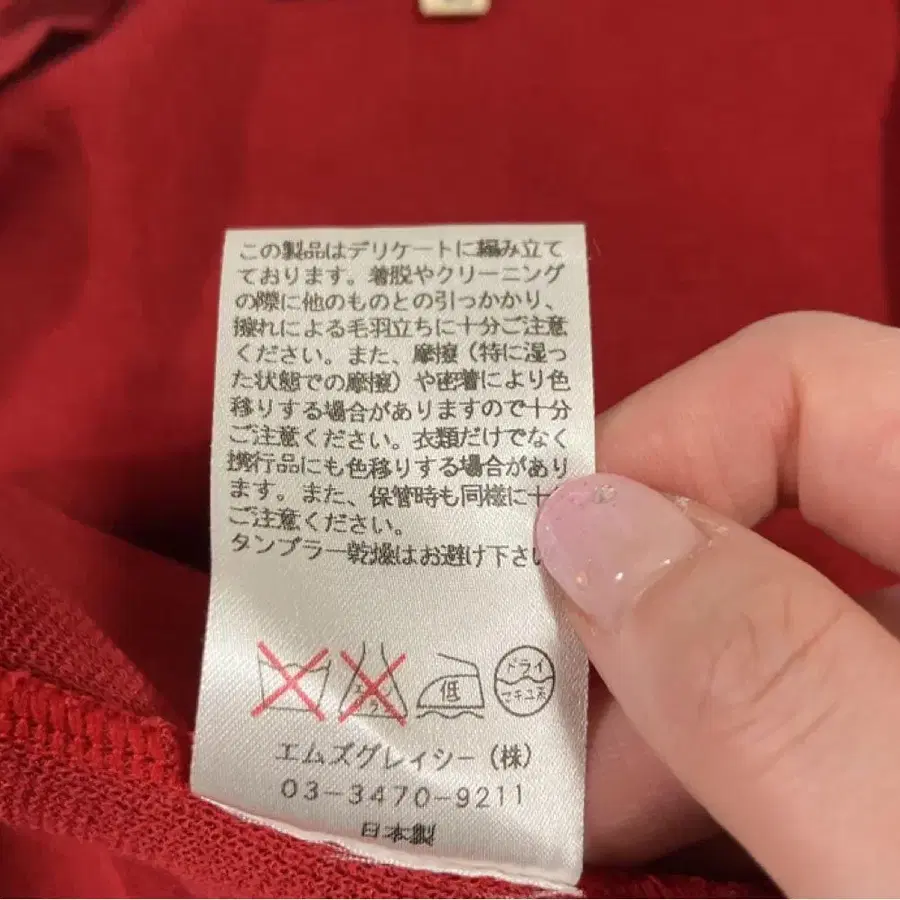 この製品はデリケートに編み立て
ております。着脱やクリーニング
の際に他のものとの引っかかり、
擦れによる毛羽立ちに十分ご注意
ください。また、摩擦（特に湿っ
た状態での摩擦）や密着により色
移りする場合がありますので十分
ご注意ください。衣類だけでなく
携行品にも色移りする場合があり
ます。また、保管時も同様に十分
ご注意ください。
タンブラー乾燥はお避け下さい
エンソ
低
ドライ
セキユ系
エムズグレイシー（株）
03-3470-9211